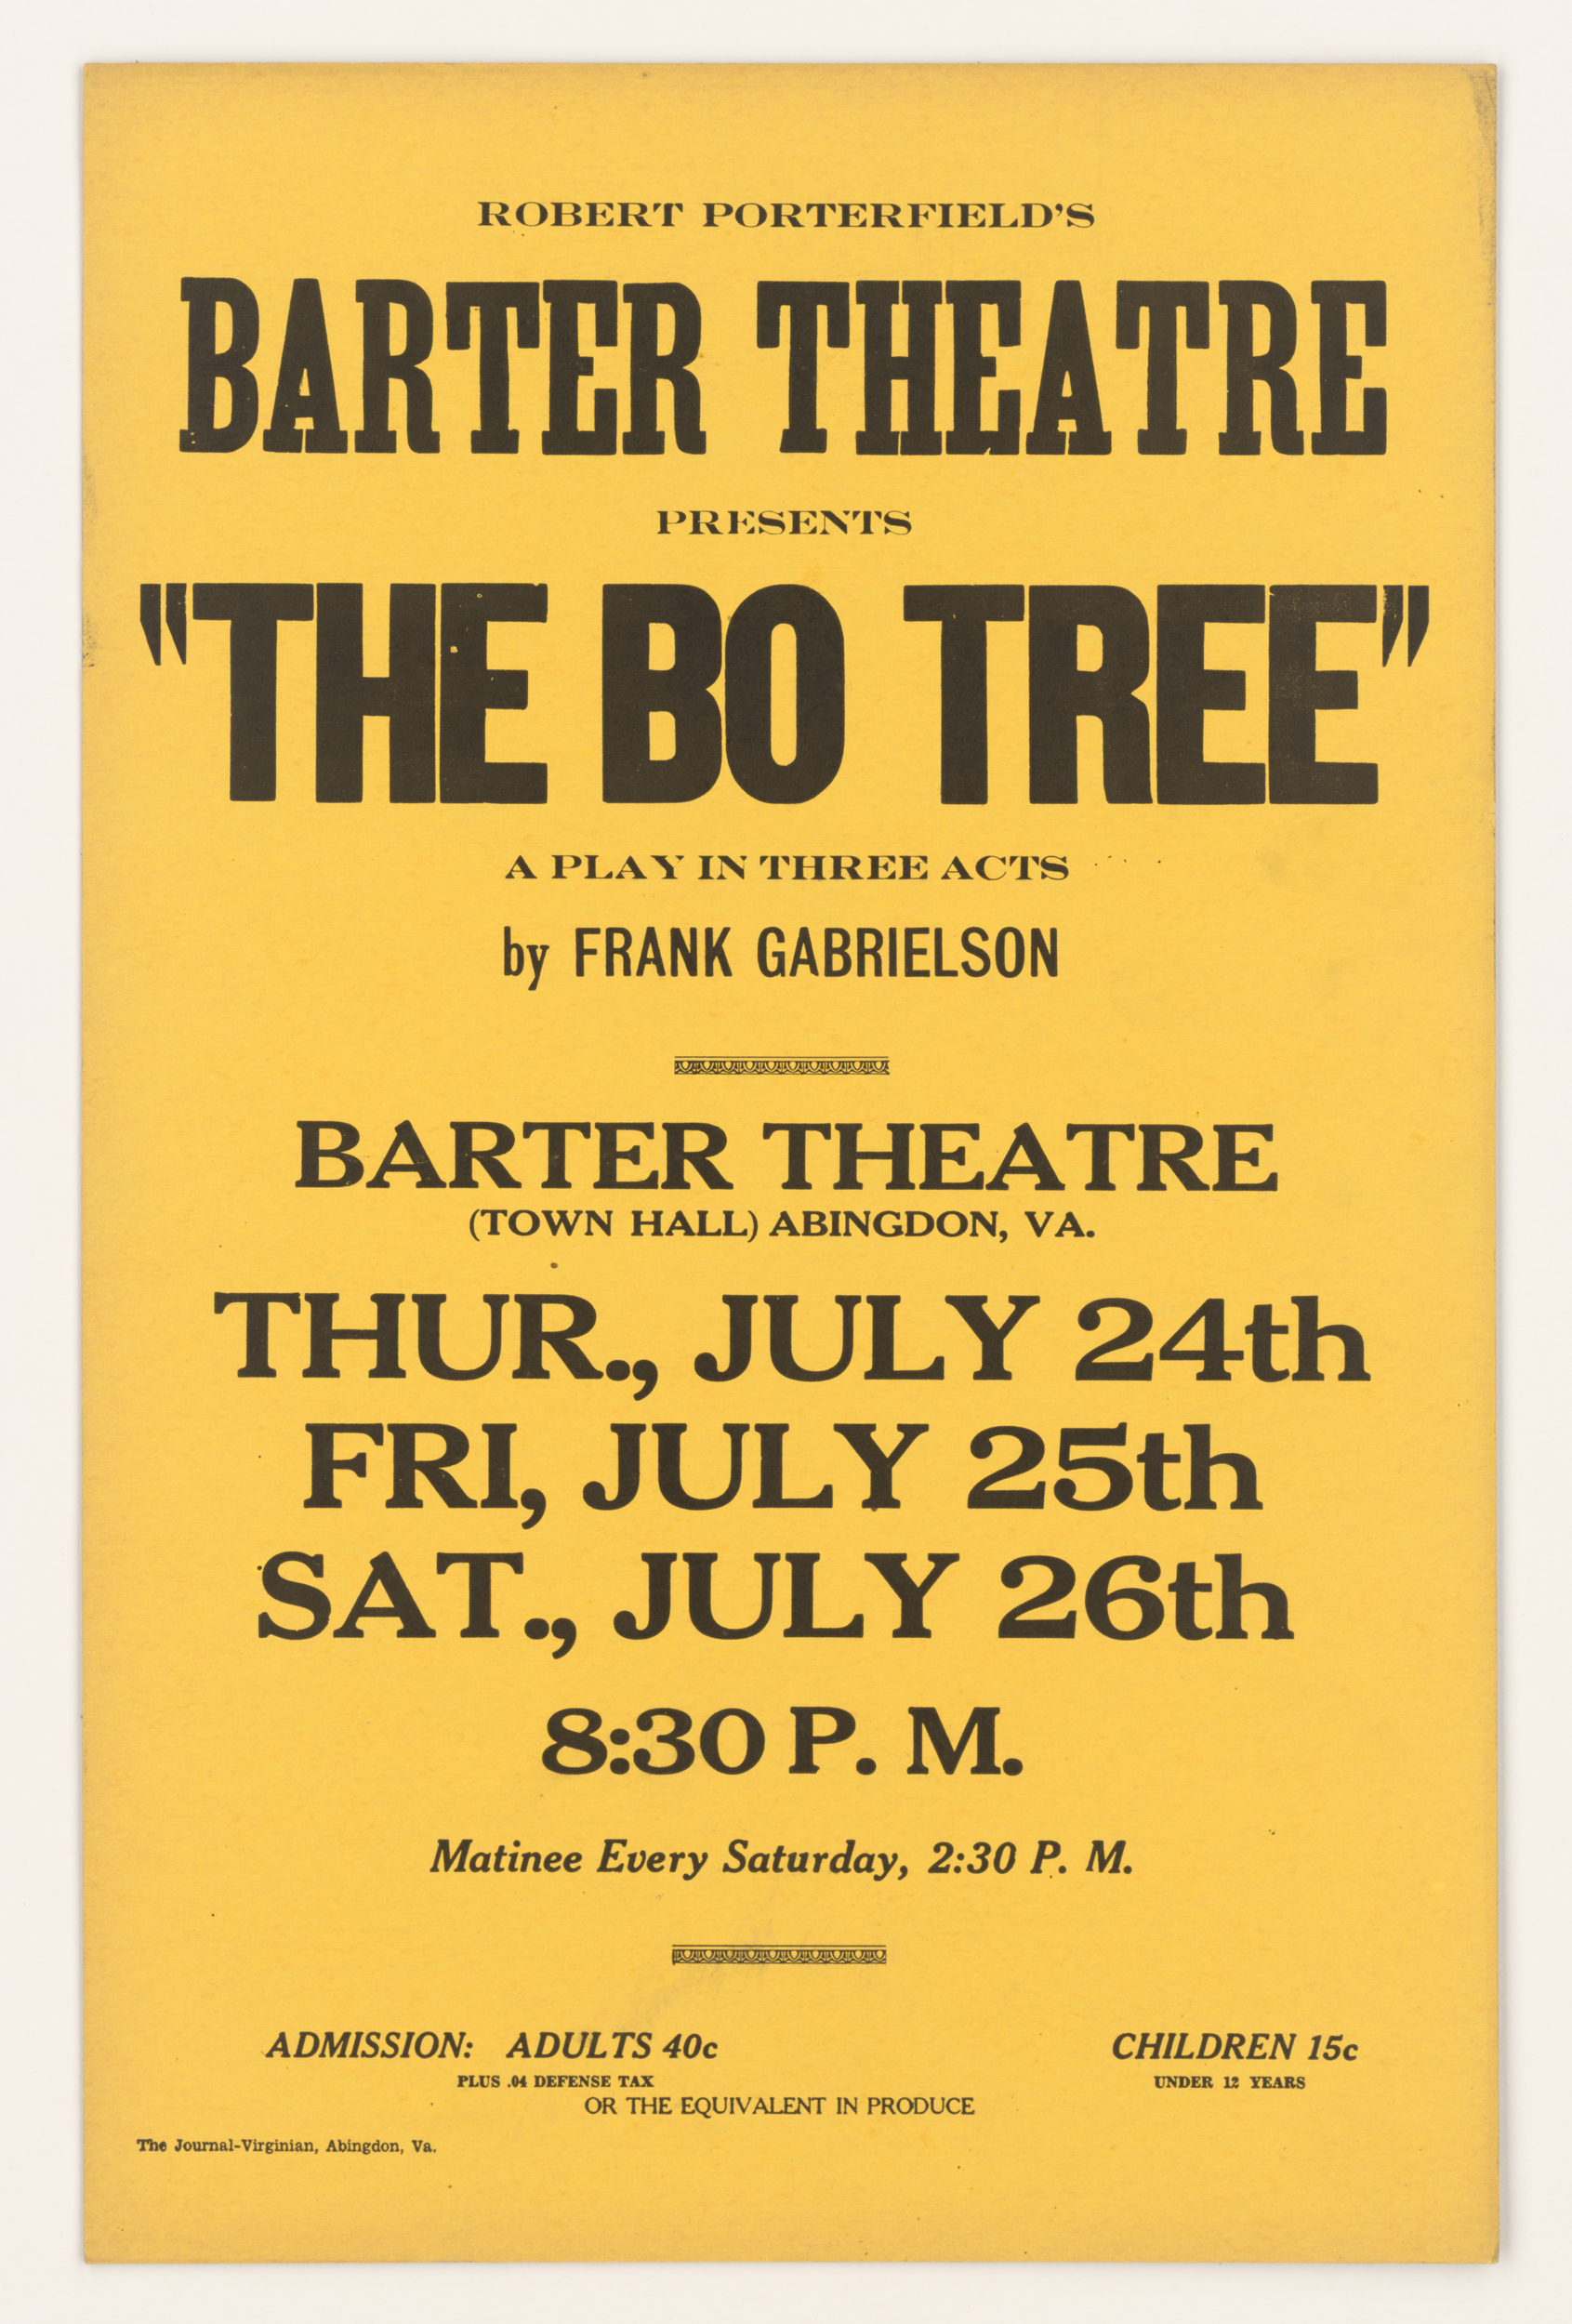 ROBERT PORTERFIELD'S
BARTER THEATRE
PRESENTS
"THE BO TREE"
A PLAY IN THREE ACTS
by FRANK GABRIELSON
BARTER THEATRE
(TOWN HALL) ABINGDON, VA.
THUR., JULY 24th
FRI, JULY 25th
SAT., JULY 26th
8:30 P. M.
Matinee Every Saturday, 2:30 P. M.
ADMISSION: ADULTS 40c CHILDREN 15c
PLUS .04 DEFENSE TAX UNDER 12 YEARS
OR THE EQUIVALENT IN PRODUCE
The Journal-Virginian, Abingdon, Va.